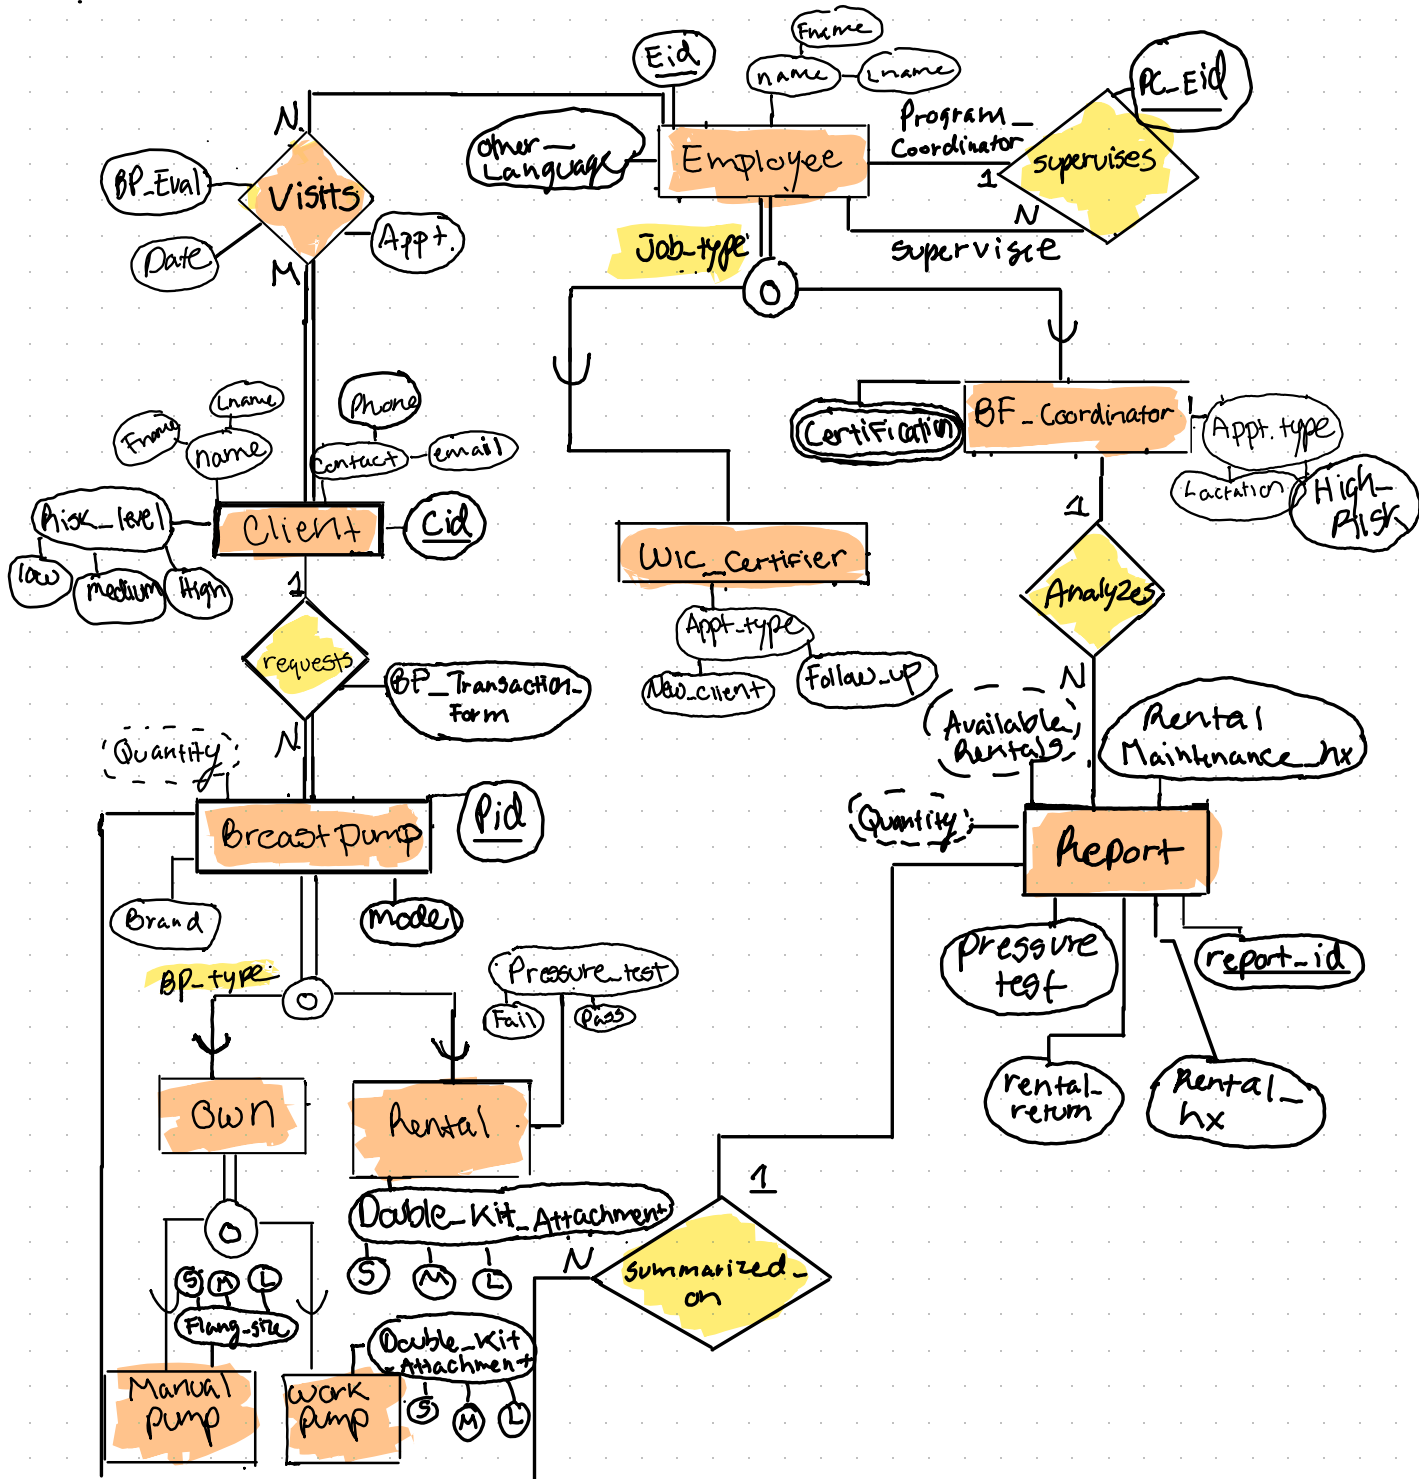 Fname
Eid
name
Lname
PC_Eid
N.
Program_
Coordinator
other_
Language
Employee
supervises
1
BP_Eval
Visits
N
Appt.
Job_type
supervisee
Date
M
O
Lname
Phone
Fname
name
contact
email
Certification
BF_Coordinator
Appt.type
Lactation
High_
Risk
Risk_level
Client
Cid
1
low
medium
High
WIC_Certifier
1
Analyzes
Appt_type
requests
New_client
Follow_up
BP_Transaction_
Form
N
N.
Quantity
Available_
Rentals
Rental
Maintenance_hx
Pid
Breast Pump
Quantity
Report
Brand
model
Pressure
test
report_id
BP_type
Pressure_test
O
Fail
pass
Own
Rental
rental_
return
Rental_
hx
1
Double_Kit_Attachment
O
N
S
M
L
S
M
L
summarized_
on
Flang_size
Double_Kit
_Attachment
Manual
pump
work
pump
S
M
L